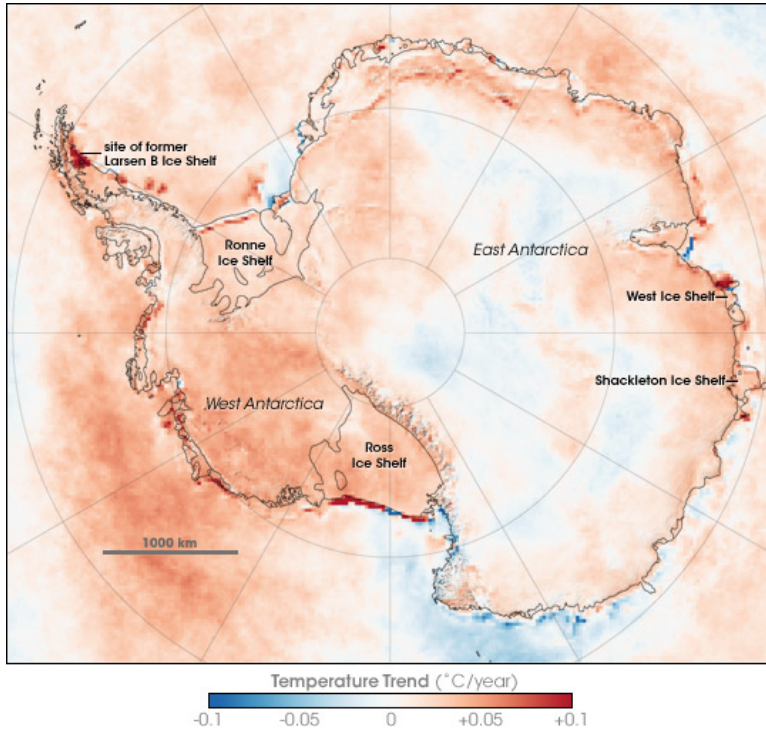 site of former
Larsen B Ice Shelf
Ronne
Ice Shelf
East Antarctica
West Ice Shelf
Shackleton Ice Shelf
West Antarctica
Ross
Ice Shelf
1000 km
Temperature Trend (˚C/year)
-0.1 -0.05 0 +0.05 +0.1